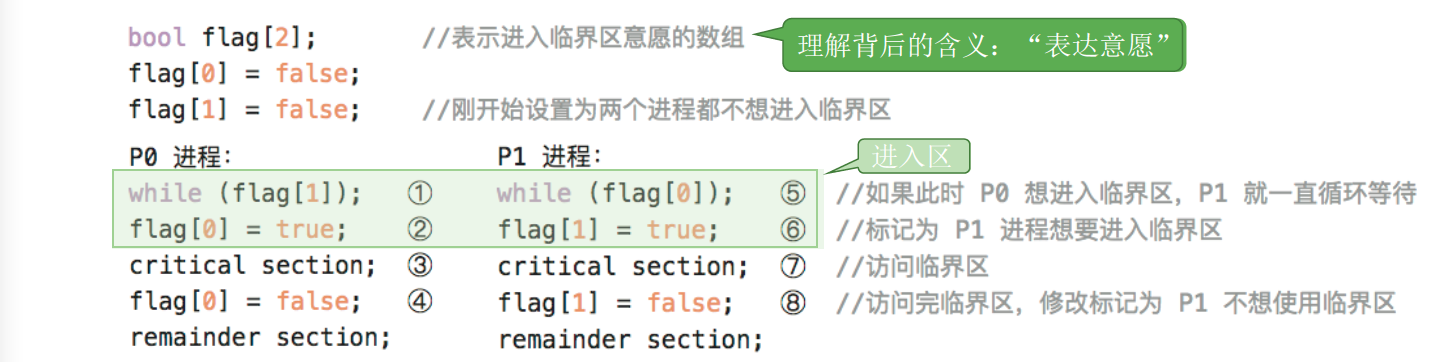 bool flag[2];    //表示进入临界区意愿的数组    理解背后的含义：“表达意愿”
flag[0] = false;
flag[1] = false;    //刚开始设置为两个进程都不想进入临界区
P0 进程:    P1 进程:    进入区
while (flag[1]);    ①    while (flag[0]);    ⑤    //如果此时 P0 想进入临界区，P1 就一直循环等待
flag[0] = true;    ②    flag[1] = true;    ⑥    //标记为 P1 进程想要进入临界区
critical section;    ③    critical section;    ⑦    //访问临界区
flag[0] = false;    ④    flag[1] = false;    ⑧    //访问完临界区，修改标记为 P1 不想使用临界区
remainder section;    remainder section;